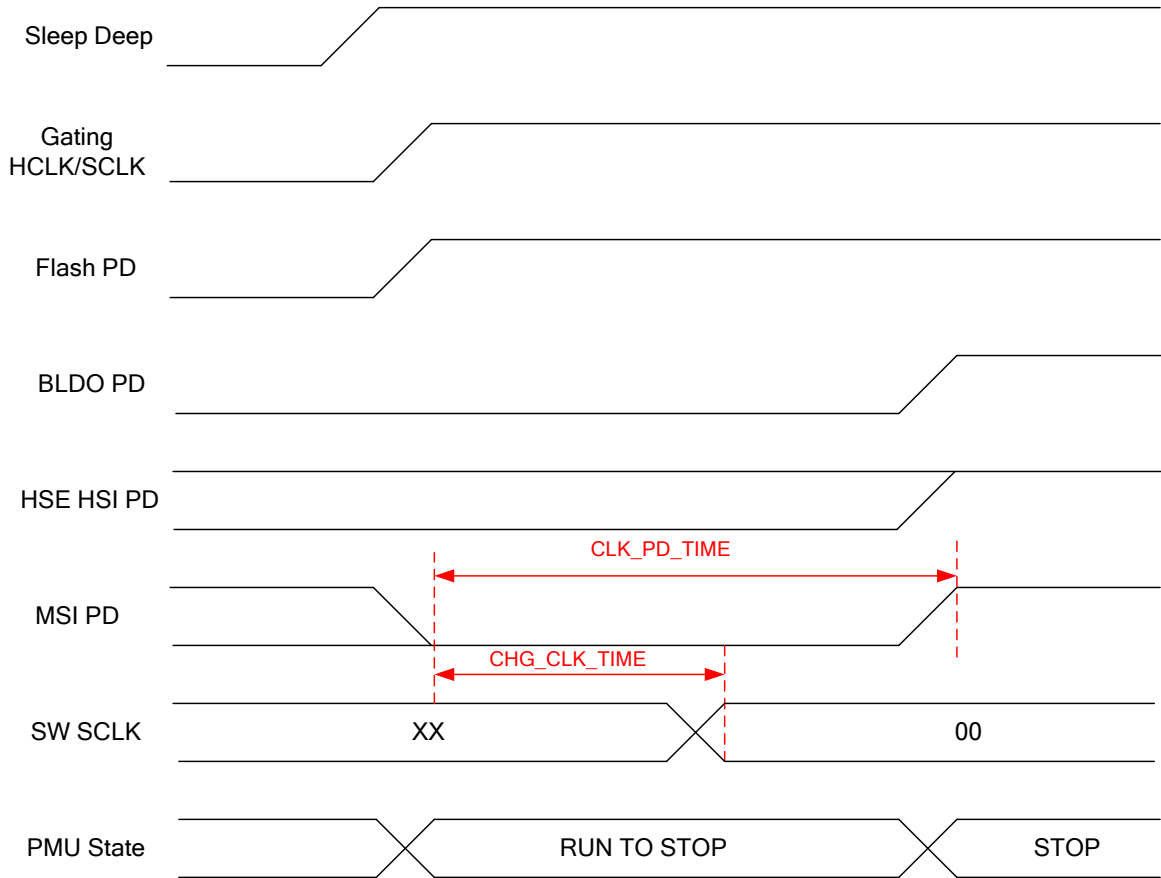 Sleep Deep
Gating
HCLK/SCLK
Flash PD
BLDO PD
HSE HSI PD
CLK_PD_TIME
MSI PD
CHG_CLK_TIME
SW SCLK
XX
00
PMU State
RUN TO STOP
STOP